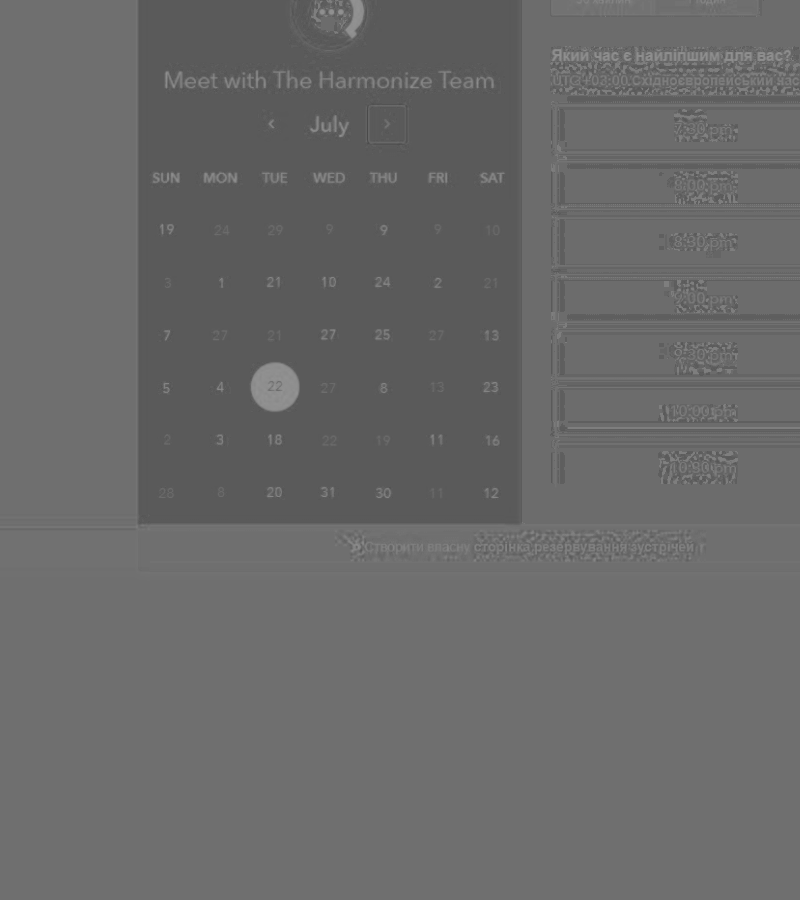 Meet with The Harmonize Team
‹ July ›
SUN MON TUE WED THU FRI SAT
19 24 29 9 9 9 10
3 1 21 10 24 2 21
7 27 21 27 25 27 13
5 4 22 27 8 13 23
2 3 18 22 19 11 16
28 8 20 31 30 11 12
Який час є найліпшим для вас?
UTC +03:00 Східноєвропейський час
7:30 pm
8:00 pm
8:30 pm
9:00 pm
9:30 pm
10:00 pm
10:30 pm
Створити власну сторінка резервування зустрічей